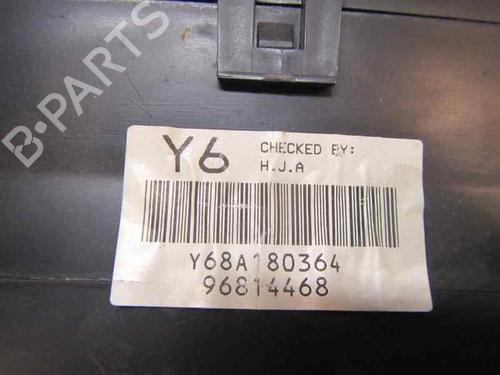 B-PARTS
Y6
CHECKED BY:
H.J.A
Y68A180364
96814468